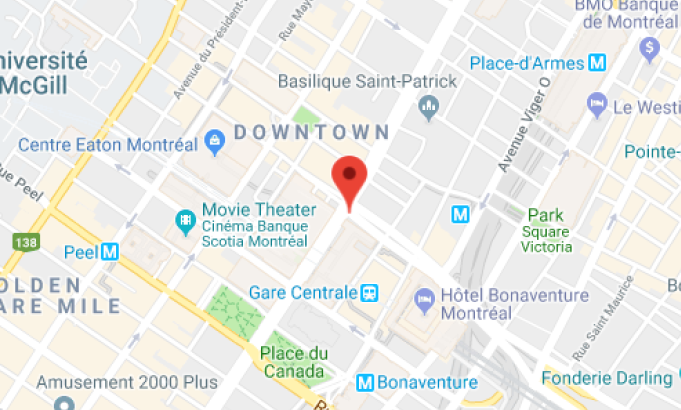 BMO Banque
de Montréal
Avenue du Président-
Rue May
niversité
McGill
Place-d'Armes M
Basilique Saint-Patrick
$
Avenue Viger O
Le Westi
DOWNTOWN
Centre Eaton Montréal
Pointe-
Rue Peel
Movie Theater
Cinéma Banque
Scotia Montréal
M
Park
Square
Victoria
138
Peel M
OLDEN
ARE MILE
Gare Centrale
Hôtel Bonaventure
Montréal
Rue Saint Maurice
Place du
Canada
Amusement 2000 Plus
M Bonaventure
Fonderie Darling